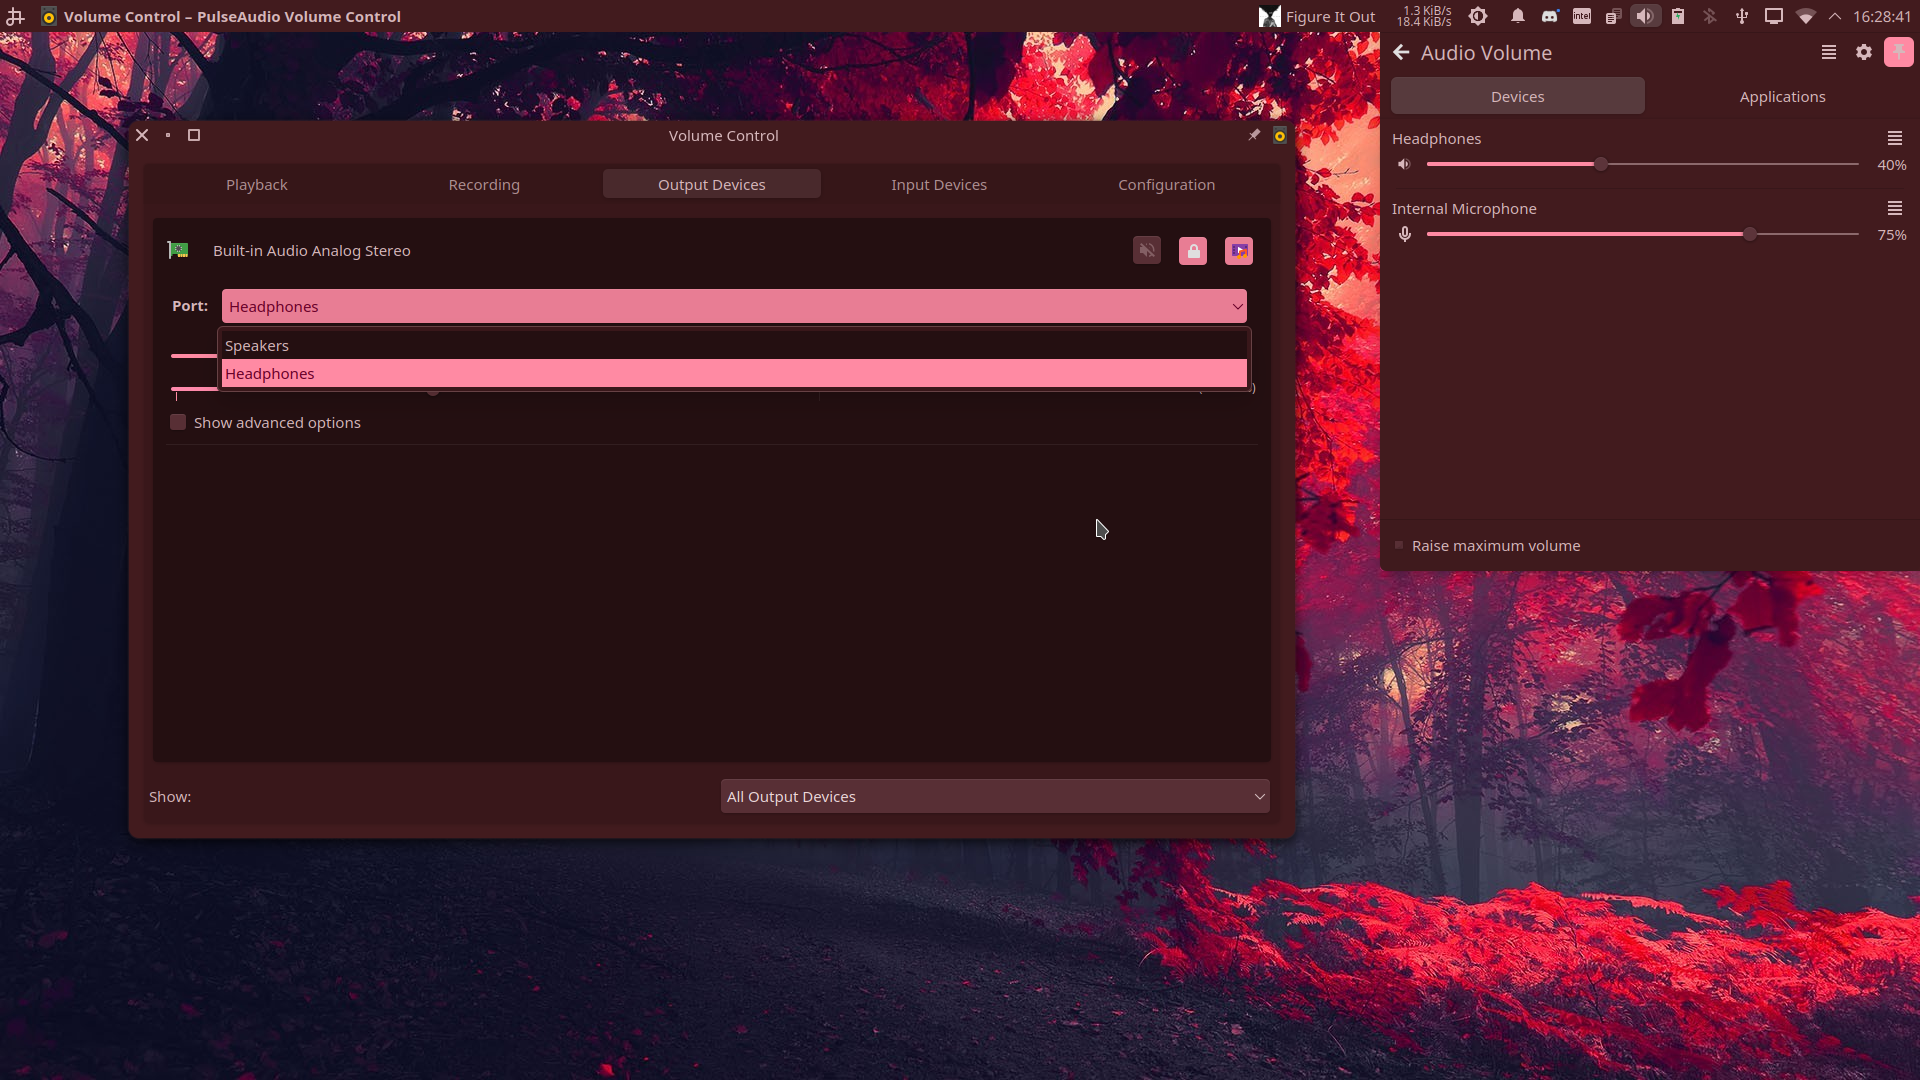 Volume Control – PulseAudio Volume Control
Figure It Out
1.3 KiB/s
18.4 KiB/s
intel
16:28:41
Audio Volume
Devices
Applications
Headphones
40%
Internal Microphone
75%
Raise maximum volume
Volume Control
Playback
Recording
Output Devices
Input Devices
Configuration
Built-in Audio Analog Stereo
Port:
Headphones
Speakers
Headphones
Show advanced options
Show:
All Output Devices